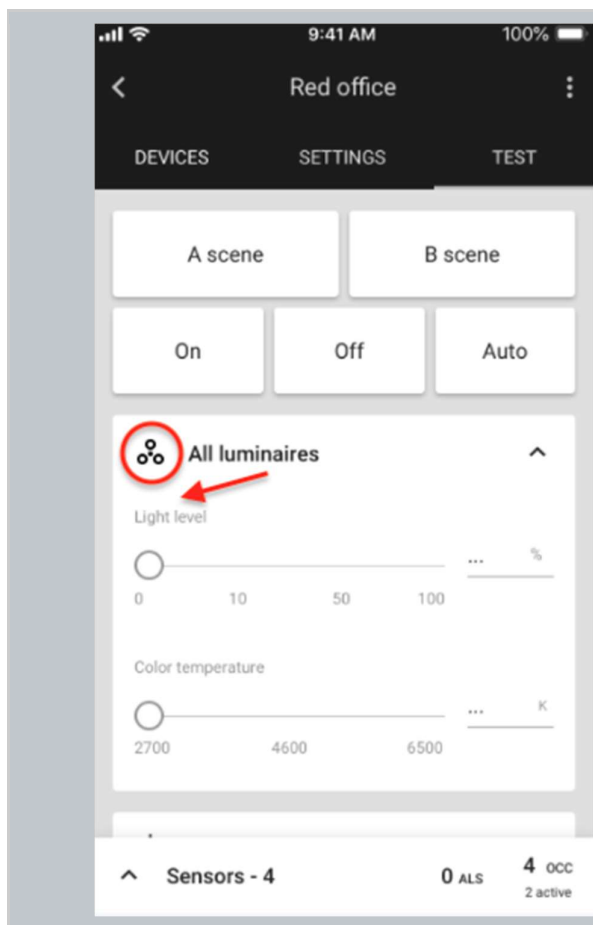 9:41 AM 100%
Red office
DEVICES SETTINGS TEST
A scene B scene
On Off Auto
All luminaires
Light level
... %
0 10 50 100
Color temperature
... K
2700 4600 6500
Sensors - 4 0 ALS 4 OCC
2 active